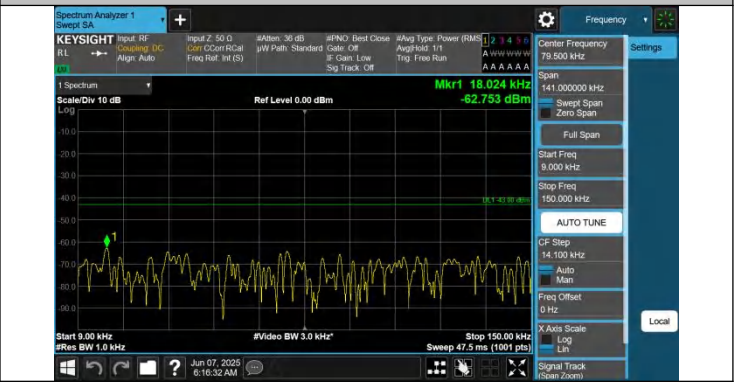 Spectrum Analyzer 1
Swept SA
+
Frequency
KEYSIGHT
RL
Input: RF
Coupling: DC
Align: Auto
Input Z: 50 Ω
Corr CCorr RCal
Freq Ref: Int (S)
#Atten: 36 dB
µW Path: Standard
#PNO: Best Close
Gate: Off
IF Gain: Low
Sig Track: Off
#Avg Type: Power (RMS)
Avg|Hold: 1/1
Trig: Free Run
1 2 3 4 5 6
A W W W W W
A A A A A A
1 Spectrum
Scale/Div 10 dB
Log
Ref Level 0.00 dBm
Mkr1 18.024 kHz
-62.753 dBm
-10.0
-20.0
-30.0
-40.0
-50.0
-60.0
-70.0
-80.0
-90.0
DL1 -43.00 dBm
1
Start 9.00 kHz
#Res BW 1.0 kHz
#Video BW 3.0 kHz*
Stop 150.00 kHz
Sweep 47.5 ms (1001 pts)
Jun 07, 2025
6:16:32 AM
?
Center Frequency
79.500 kHz
Settings
Span
141.000000 kHz
Swept Span
Zero Span
Full Span
Start Freq
9.000 kHz
Stop Freq
150.000 kHz
AUTO TUNE
CF Step
14.100 kHz
Auto
Man
Freq Offset
0 Hz
X Axis Scale
Log
Lin
Local
Signal Track
(Span Zoom)